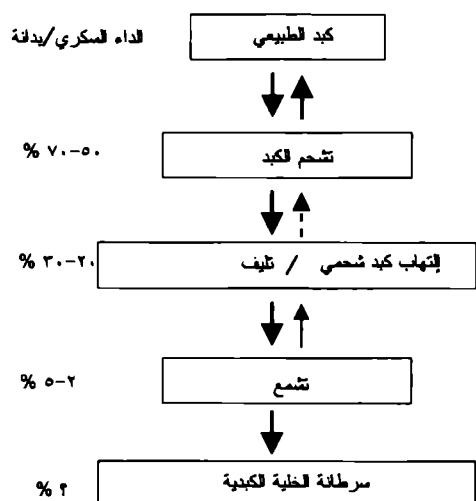 الداء السكري/بدانة
كبد الطبيعي
٥٠-٧٠ %
تشحم الكبد
٢٠-٣٠ %
إلتهاب كبد شحمي / تليف
٢-٥ %
تشمع
؟ %
سرطانة الخلية الكبدية